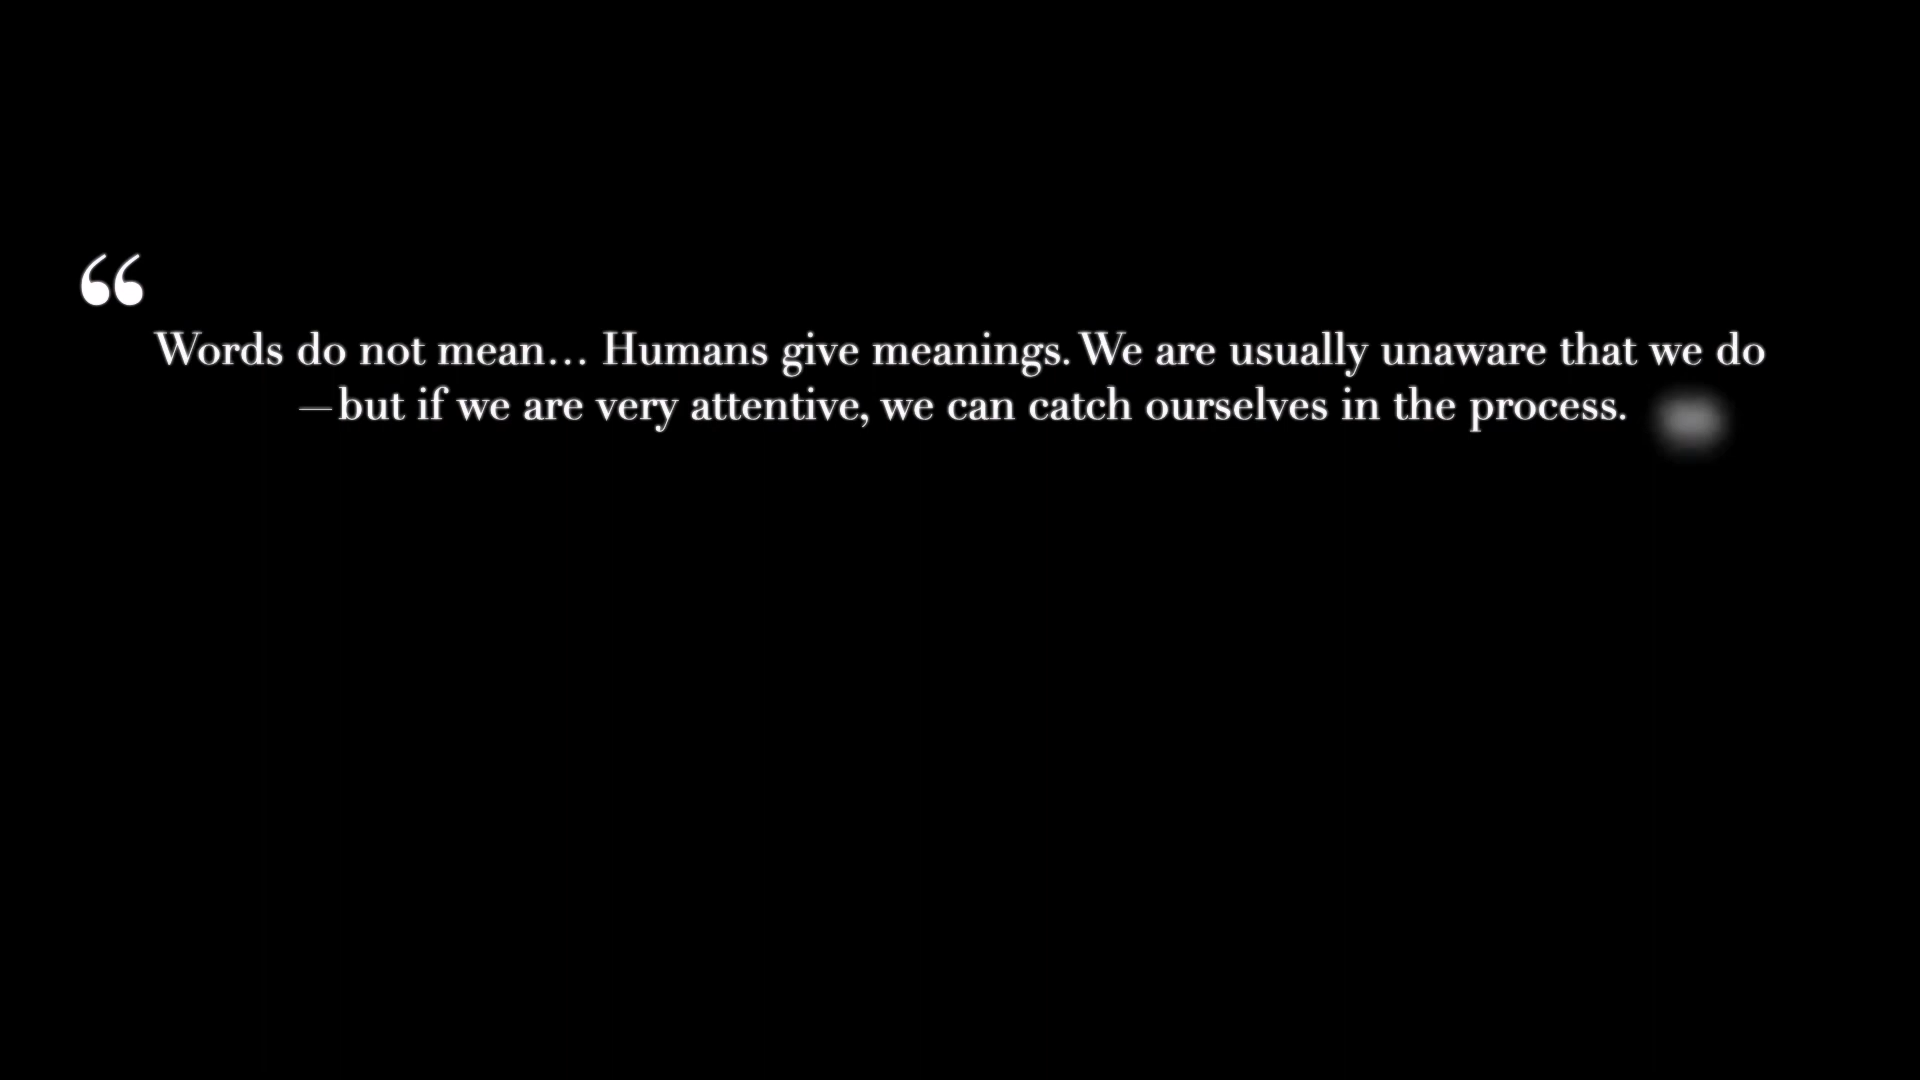 “
Words do not mean… Humans give meanings. We are usually unaware that we do
—but if we are very attentive, we can catch ourselves in the process.